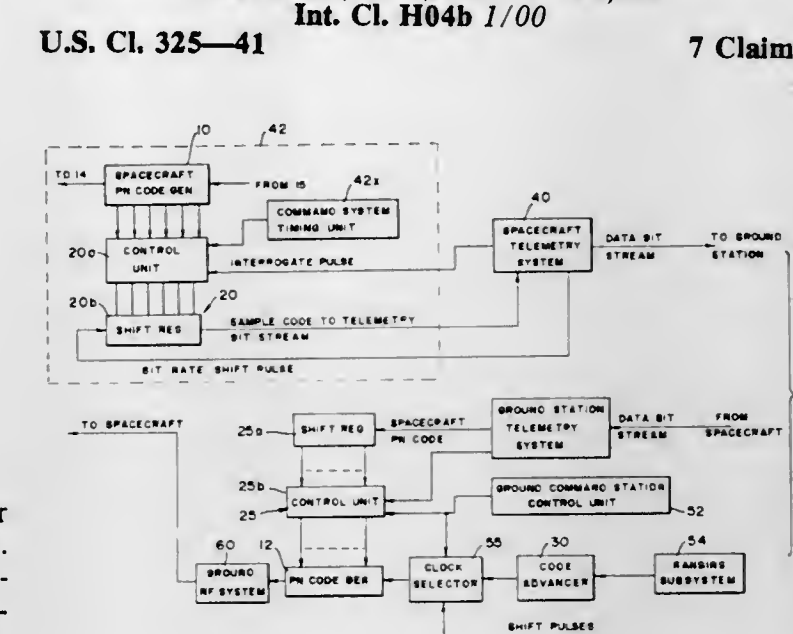 Int. Cl. H04b 1/00
U.S. Cl. 325—41
7 Claim
10
42
TO 14
SPACECRAFT
PN CODE GEN
FROM 15
42x
COMMAND SYSTEM
TIMING UNIT
40
SPACECRAFT
TELEMETRY
SYSTEM
DATA BIT
STREAM
TO GROUND
STATION
20a
CONTROL
UNIT
INTERROGATE PULSE
20b
20
SHIFT REG
SAMPLE CODE TO TELEMETRY
BIT STREAM
BIT RATE SHIFT PULSE
TO SPACECRAFT
25a
SHIFT REG
SPACECRAFT
PN CODE
GROUND STATION
TELEMETRY
SYSTEM
DATA BIT
STREAM
FROM
SPACECRAFT
25b
25
CONTROL UNIT
GROUND COMMAND STATION
CONTROL UNIT
52
60
GROUND
RF SYSTEM
12
PN CODE GEN
55
CLOCK
SELECTOR
30
CODE
ADVANCER
54
RANGING
SUBSYSTEM
SHIFT PULSES